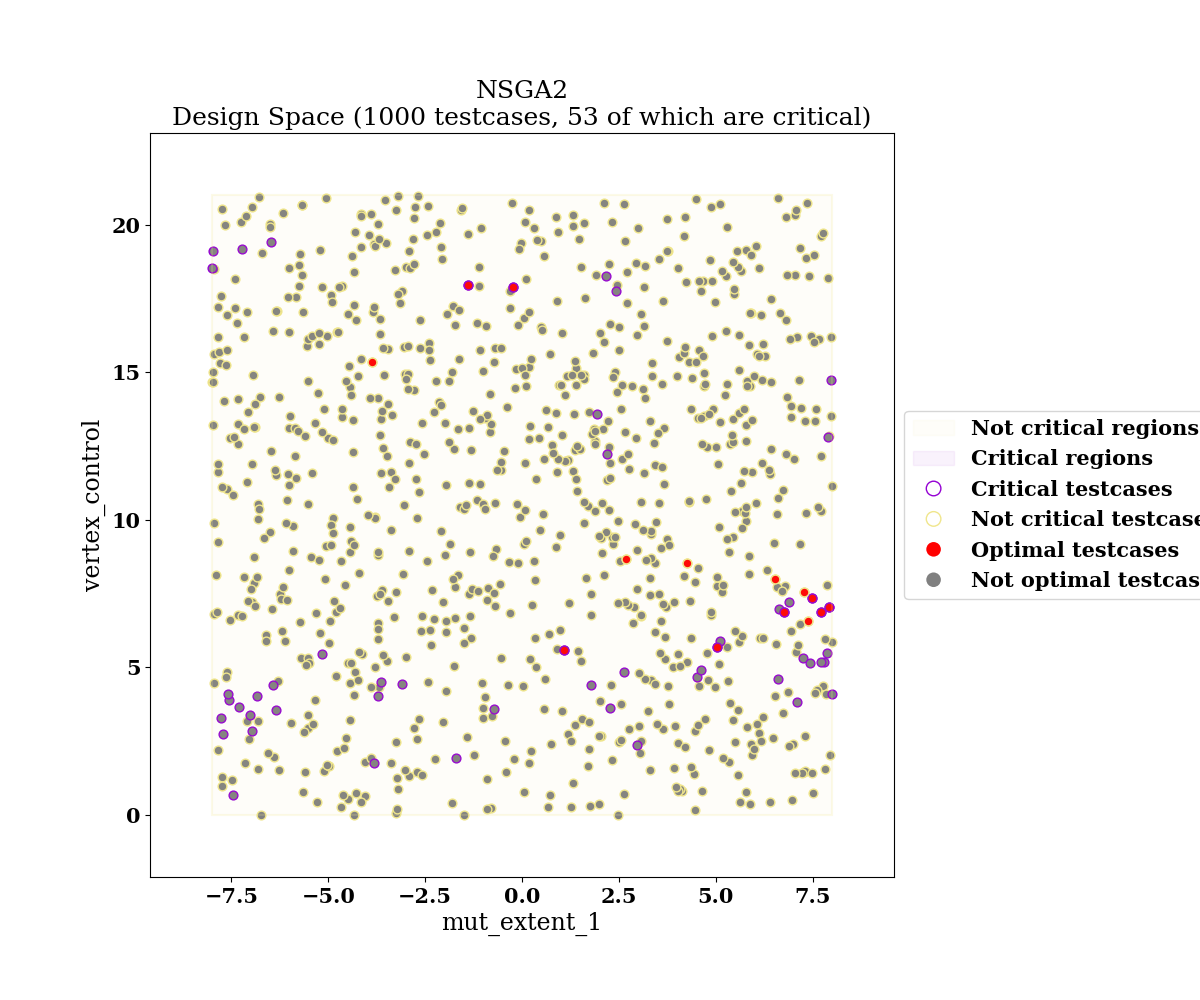 NSGA2
Design Space (1000 testcases, 53 of which are critical)
vertex_control
20
15
10
5
0
−7.5 −5.0 −2.5 0.0 2.5 5.0 7.5
mut_extent_1
Not critical regions
Critical regions
Critical testcases
Not critical testcase
Optimal testcases
Not optimal testcas